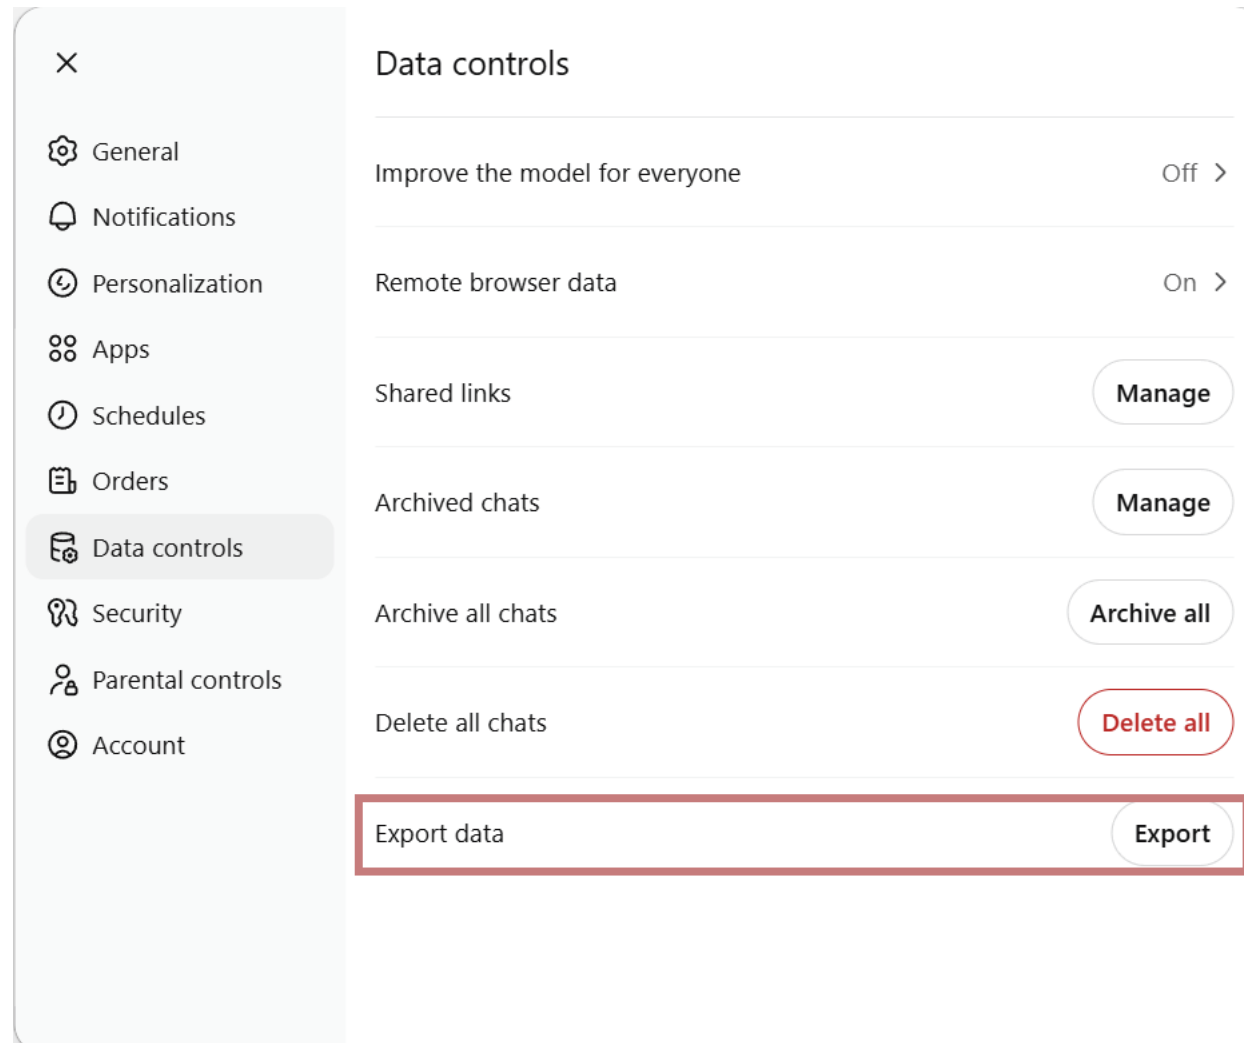 Data controls
General
Notifications
Personalization
Apps
Schedules
Orders
Data controls
Security
Parental controls
Account
Improve the model for everyone Off
Remote browser data On
Shared links Manage
Archived chats Manage
Archive all chats Archive all
Delete all chats Delete all
Export data Export